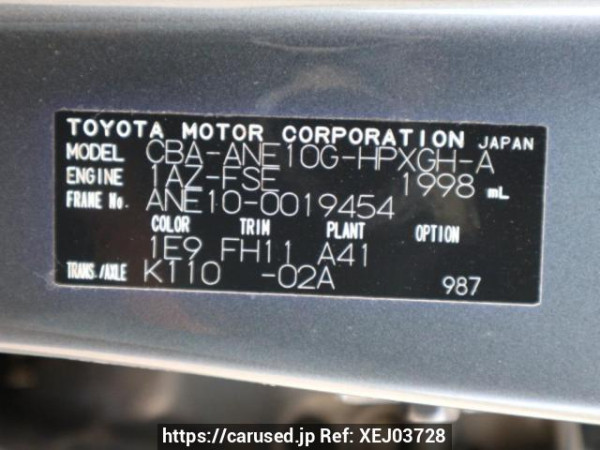 TOYOTA MOTOR CORPORATION JAPAN
MODEL CBA-ANE10G-HPXGH-A
ENGINE 1AZ-FSE 1998 mL
FRAME No. ANE10-0019454
COLOR TRIM PLANT OPTION
1E9 FH11 A41
TRANS./AXLE K110 -02A 987
https://carused.jp Ref: XEJ03728